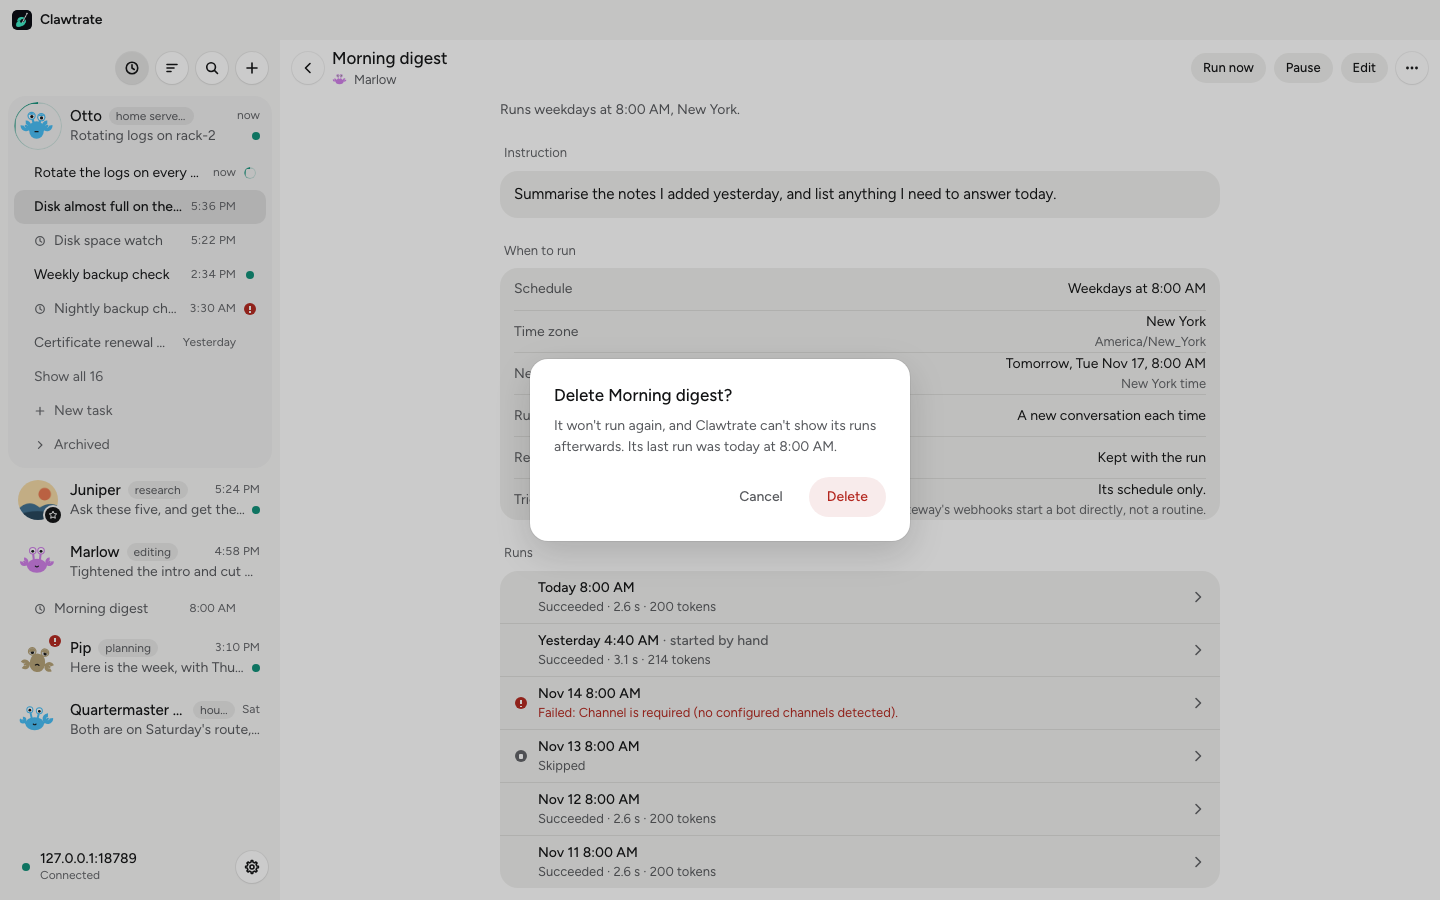 Clawtrate
Otto home serve... now
Rotating logs on rack-2
Rotate the logs on every ... now
Disk almost full on the... 5:36 PM
Disk space watch 5:22 PM
Weekly backup check 2:34 PM
Nightly backup ch... 3:30 AM
Certificate renewal ... Yesterday
Show all 16
New task
Archived
Juniper research 5:24 PM
Ask these five, and get the...
Marlow editing 4:58 PM
Tightened the intro and cut ...
Morning digest 8:00 AM
Pip planning 3:10 PM
Here is the week, with Thu...
Quartermaster ... hou... Sat
Both are on Saturday's route,...
127.0.0.1:18789
Connected
Morning digest
Marlow
Run now Pause Edit
Runs weekdays at 8:00 AM, New York.
Instruction
Summarise the notes I added yesterday, and list anything I need to answer today.
When to run
Schedule Weekdays at 8:00 AM
Time zone New York
America/New_York
Tomorrow, Tue Nov 17, 8:00 AM
New York time
A new conversation each time
Kept with the run
Its schedule only.
webhooks start a bot directly, not a routine.
Delete Morning digest?
It won't run again, and Clawtrate can't show its runs
afterwards. Its last run was today at 8:00 AM.
Cancel Delete
Runs
Today 8:00 AM
Succeeded · 2.6 s · 200 tokens
Yesterday 4:40 AM · started by hand
Succeeded · 3.1 s · 214 tokens
Nov 14 8:00 AM
Failed: Channel is required (no configured channels detected).
Nov 13 8:00 AM
Skipped
Nov 12 8:00 AM
Succeeded · 2.6 s · 200 tokens
Nov 11 8:00 AM
Succeeded · 2.6 s · 200 tokens